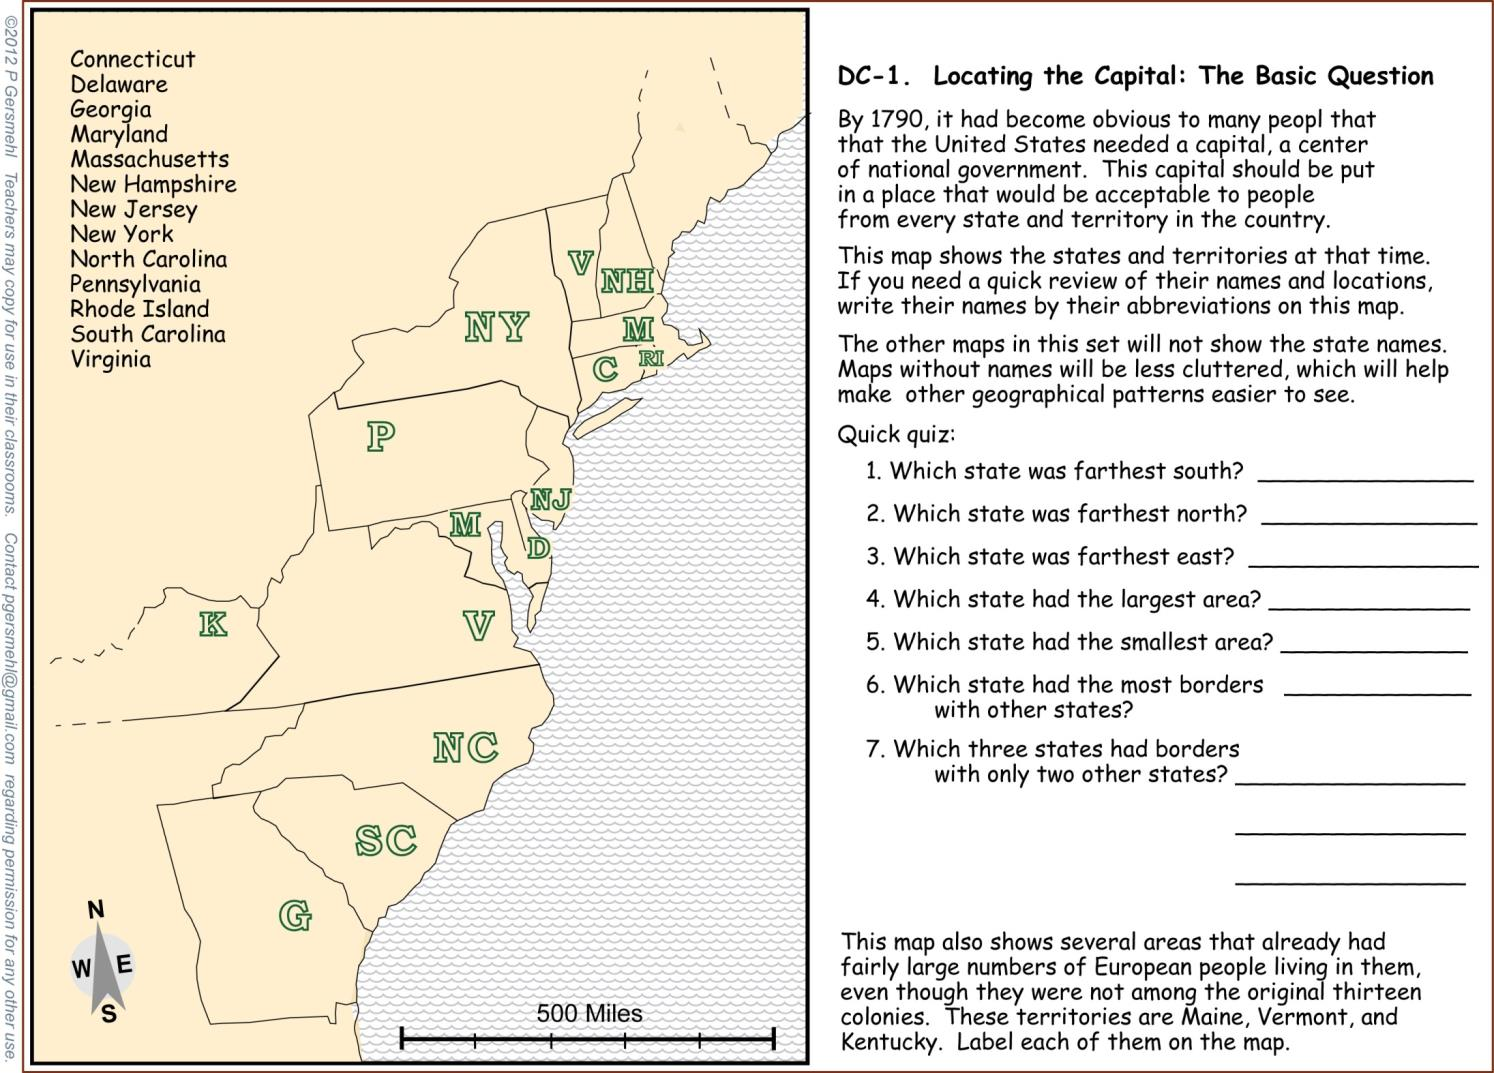 ©2012 P Gersmehl Teachers may copy for use in their classrooms. Contact pgersmehl@gmail.com regarding permission for any other use.
Connecticut
Delaware
Georgia
Maryland
Massachusetts
New Hampshire
New Jersey
New York
North Carolina
Pennsylvania
Rhode Island
South Carolina
Virginia
V
NH
NY
M
RI
C
P
NJ
M
D
K
V
NC
SC
G
N
W E
S
500 Miles
DC-1. Locating the Capital: The Basic Question
By 1790, it had become obvious to many peopl that
that the United States needed a capital, a center
of national government. This capital should be put
in a place that would be acceptable to people
from every state and territory in the country.
This map shows the states and territories at that time.
If you need a quick review of their names and locations,
write their names by their abbreviations on this map.
The other maps in this set will not show the state names.
Maps without names will be less cluttered, which will help
make other geographical patterns easier to see.
Quick quiz:
1. Which state was farthest south?
2. Which state was farthest north?
3. Which state was farthest east?
4. Which state had the largest area?
5. Which state had the smallest area?
6. Which state had the most borders
with other states?
7. Which three states had borders
with only two other states?
This map also shows several areas that already had
fairly large numbers of European people living in them,
even though they were not among the original thirteen
colonies. These territories are Maine, Vermont, and
Kentucky. Label each of them on the map.